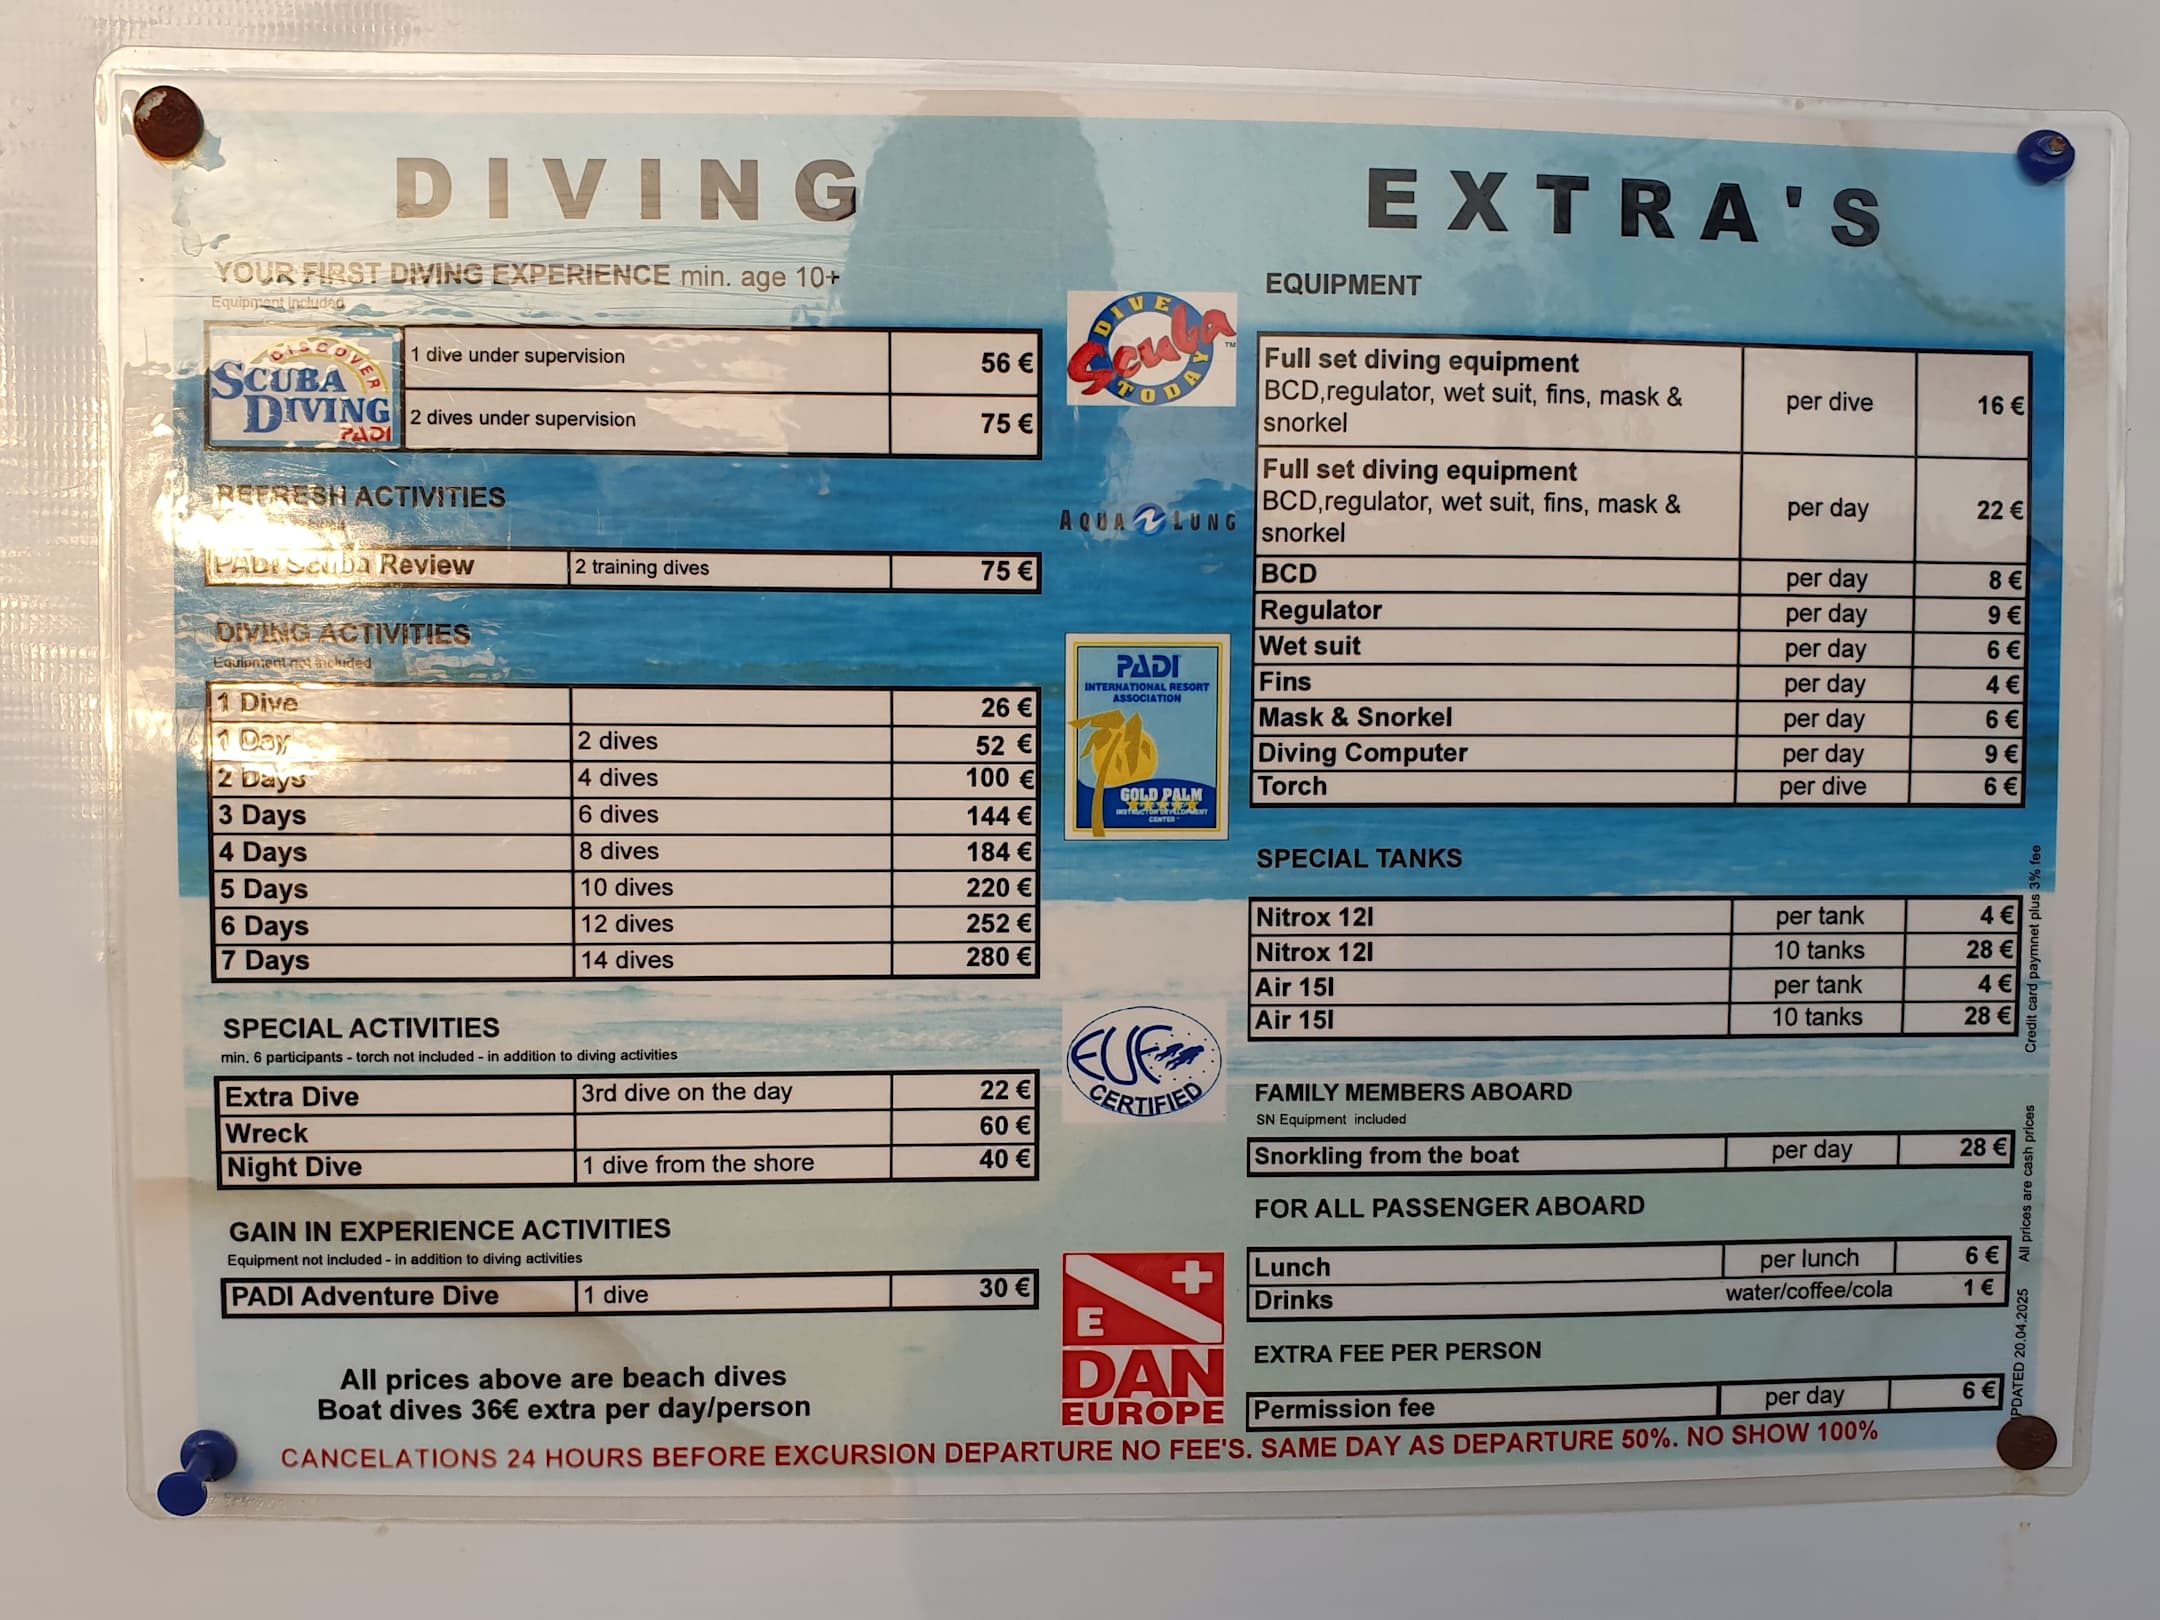 DIVING
YOUR FIRST DIVING EXPERIENCE min. age 10+
Equipment included
DISCOVER
SCUBA
DIVING
PADI
1 dive under supervision 56 €
2 dives under supervision 75 €
REFRESH ACTIVITIES
PADI Scuba Review 2 training dives 75 €
DIVING ACTIVITIES
Equipment not included
1 Dive 26 €
1 Day 2 dives 52 €
2 Days 4 dives 100 €
3 Days 6 dives 144 €
4 Days 8 dives 184 €
5 Days 10 dives 220 €
6 Days 12 dives 252 €
7 Days 14 dives 280 €
SPECIAL ACTIVITIES
min. 6 participants - torch not included - in addition to diving activities
Extra Dive 3rd dive on the day 22 €
Wreck 60 €
Night Dive 1 dive from the shore 40 €
GAIN IN EXPERIENCE ACTIVITIES
Equipment not included - in addition to diving activities
PADI Adventure Dive 1 dive 30 €
All prices above are beach dives
Boat dives 36€ extra per day/person
DIVE
Scuba TM
TODAY
AQUA LUNG
PADI
INTERNATIONAL RESORT
ASSOCIATION
GOLD PALM
INSTRUCTOR DEVELOPMENT
CENTER
EUF
CERTIFIED
E
DAN
EUROPE
EXTRA'S
EQUIPMENT
Full set diving equipment
BCD,regulator, wet suit, fins, mask & per dive 16 €
snorkel
Full set diving equipment
BCD,regulator, wet suit, fins, mask & per day 22 €
snorkel
BCD per day 8 €
Regulator per day 9 €
Wet suit per day 6 €
Fins per day 4 €
Mask & Snorkel per day 6 €
Diving Computer per day 9 €
Torch per dive 6 €
SPECIAL TANKS
Nitrox 12l per tank 4 €
Nitrox 12l 10 tanks 28 €
Air 15l per tank 4 €
Air 15l 10 tanks 28 €
FAMILY MEMBERS ABOARD
SN Equipment included
Snorkling from the boat per day 28 €
FOR ALL PASSENGER ABOARD
Lunch per lunch 6 €
Drinks water/coffee/cola 1 €
EXTRA FEE PER PERSON
Permission fee per day 6 €
PDATED 20.04.2025 All prices are cash prices Credit card paymnet plus 3% fee
CANCELATIONS 24 HOURS BEFORE EXCURSION DEPARTURE NO FEE'S. SAME DAY AS DEPARTURE 50%. NO SHOW 100%